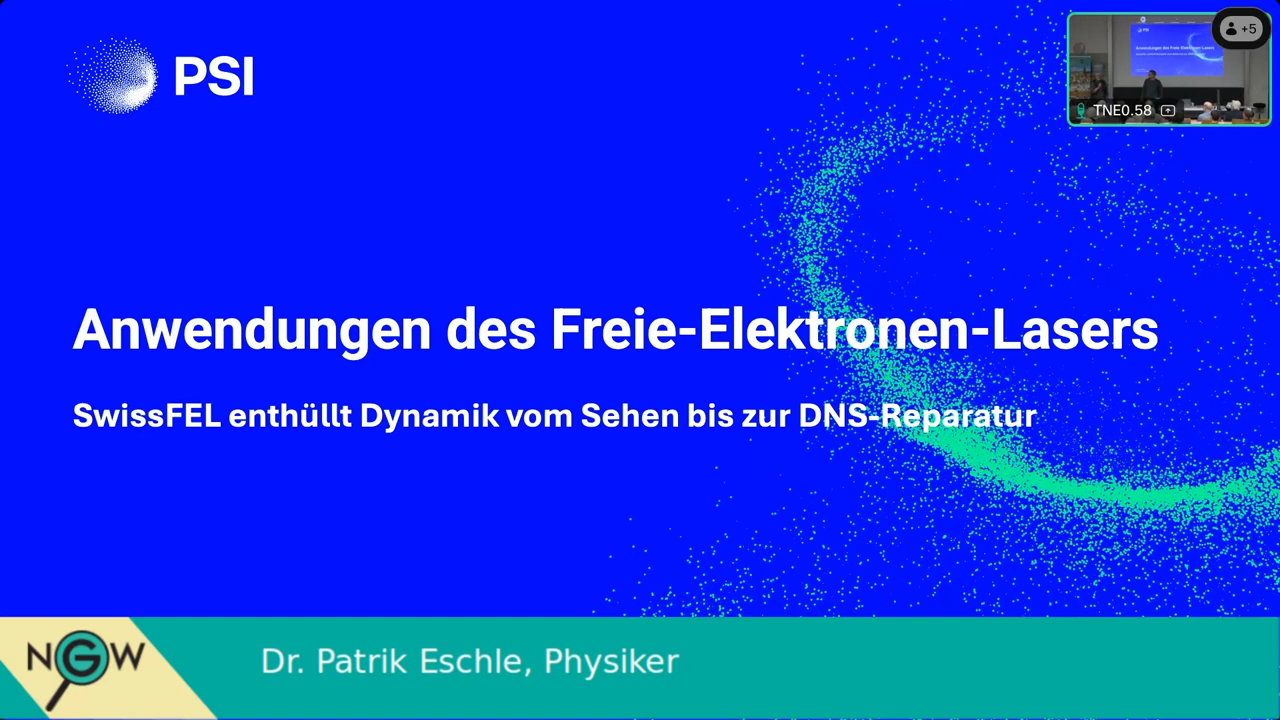 PSI
+5
TNE0.58
Anwendungen des Freie-Elektronen-Lasers
SwissFEL enthüllt Dynamik vom Sehen bis zur DNS-Reparatur
NGW
Dr. Patrik Eschle, Physiker